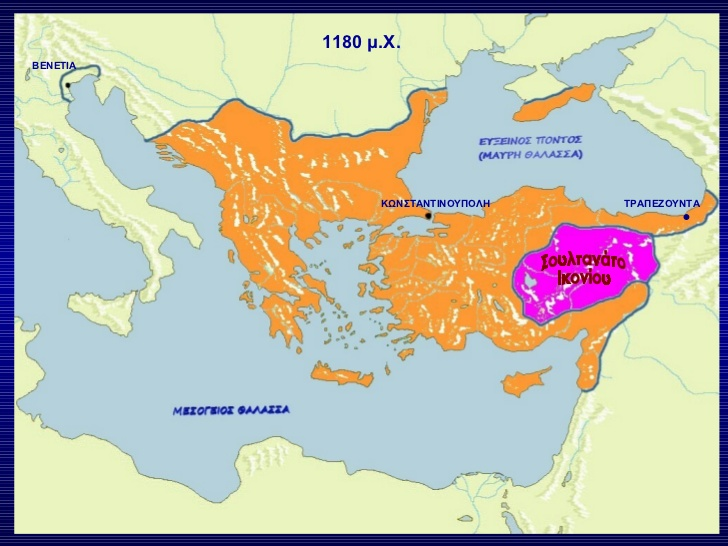 1180 μ.Χ.
ΒΕΝΕΤΙΑ
ΕΥΞΕΙΝΟΣ ΠΟΝΤΟΣ
(ΜΑΥΡΗ ΘΑΛΑΣΣΑ)
ΚΩΝΣΤΑΝΤΙΝΟΥΠΟΛΗ
ΤΡΑΠΕΖΟΥΝΤΑ
Σουλτανάτο
Ικονίου
ΜΕΣΟΓΕΙΟΣ ΘΑΛΑΣΣΑ